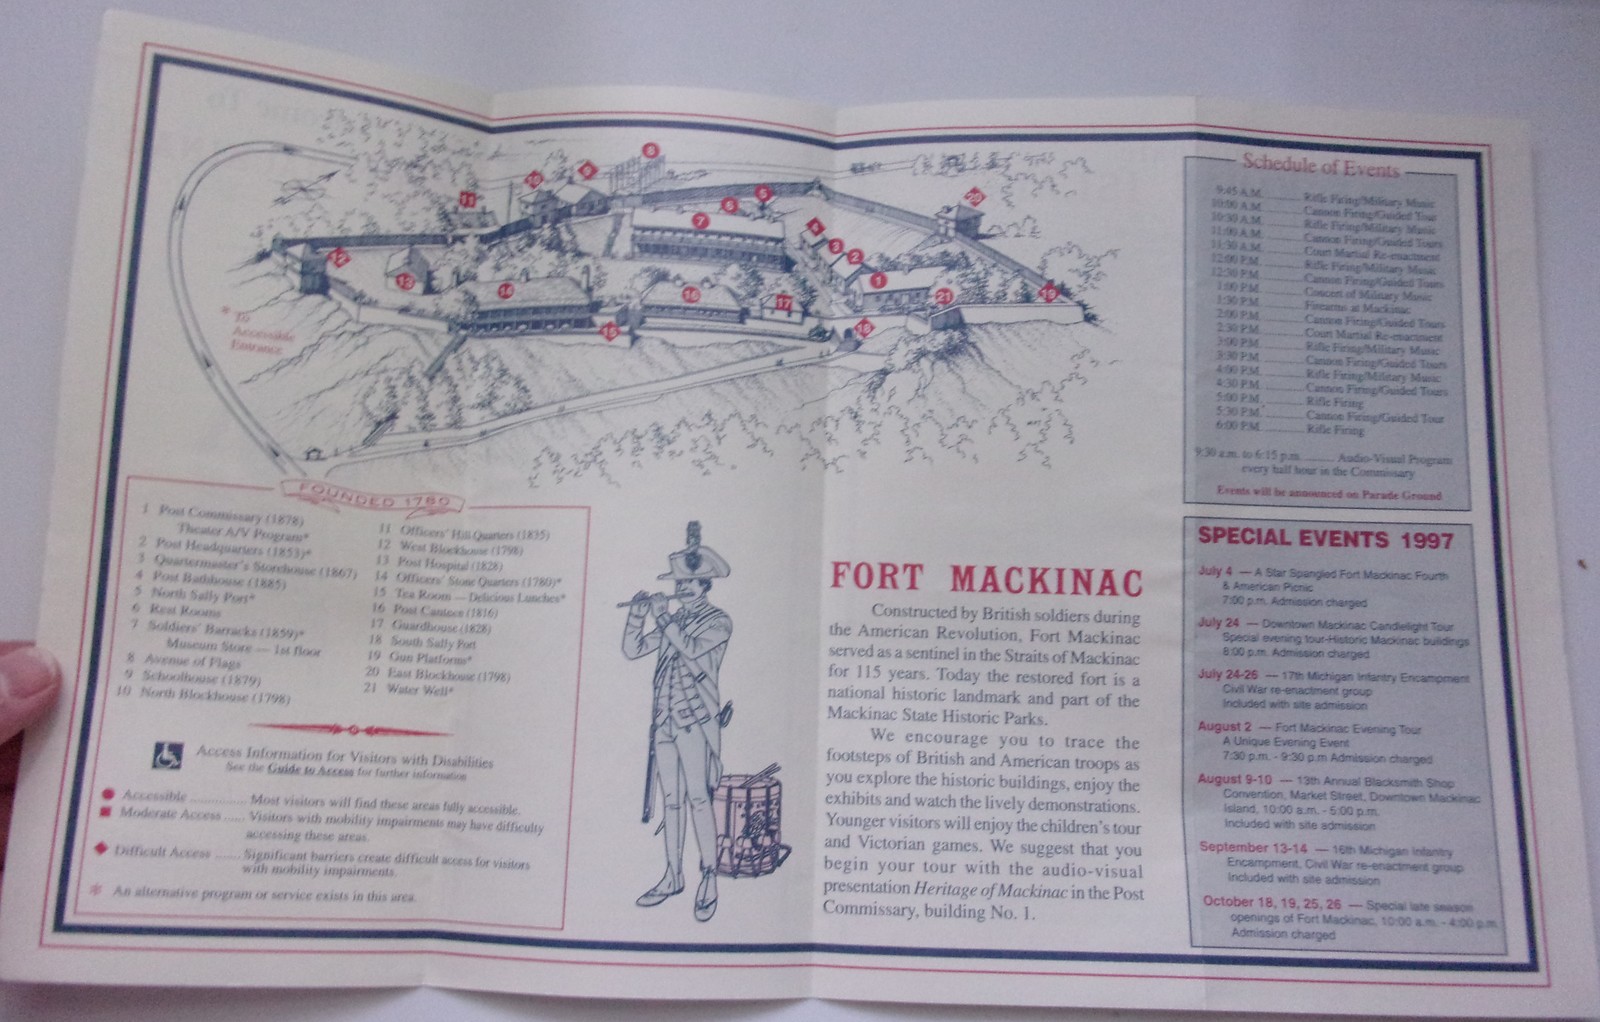 * To
Accessible
Entrance
FOUNDED 1780
1 Post Commissary (1878)
Theater A/V Program*
2 Post Headquarters (1853)*
3 Quartermaster's Storehouse (1867)
4 Post Bathhouse (1885)
5 North Sally Port*
6 Rest Rooms
7 Soldiers' Barracks (1859)*
Museum Store — 1st floor
8 Avenue of Flags
9 Schoolhouse (1879)
10 North Blockhouse (1798)
11 Officers' Hill Quarters (1835)
12 West Blockhouse (1798)
13 Post Hospital (1828)
14 Officers' Stone Quarters (1780)*
15 Tea Room — Delicious Lunches*
16 Post Canteen (1816)
17 Guardhouse (1828)
18 South Sally Port
19 Gun Platforms*
20 East Blockhouse (1798)
21 Water Well*
Access Information for Visitors with Disabilities
See the Guide to Access for further information
Accessible .............. Most visitors will find these areas fully accessible.
Moderate Access ..... Visitors with mobility impairments may have difficulty
accessing these areas.
Difficult Access ....... Significant barriers create difficult access for visitors
with mobility impairments.
* An alternative program or service exists in this area.
FORT MACKINAC
Constructed by British soldiers during
the American Revolution, Fort Mackinac
served as a sentinel in the Straits of Mackinac
for 115 years. Today the restored fort is a
national historic landmark and part of the
Mackinac State Historic Parks.
We encourage you to trace the
footsteps of British and American troops as
you explore the historic buildings, enjoy the
exhibits and watch the lively demonstrations.
Younger visitors will enjoy the children's tour
and Victorian games. We suggest that you
begin your tour with the audio-visual
presentation Heritage of Mackinac in the Post
Commissary, building No. 1.
Schedule of Events
9:45 A.M. Rifle Firing/Military Music
10:00 A.M. Cannon Firing/Guided Tour
10:30 A.M. Rifle Firing/Military Music
11:00 A.M. Cannon Firing/Guided Tours
11:30 A.M. Court Martial Re-enactment
12:00 P.M. Rifle Firing/Military Music
12:30 P.M. Cannon Firing/Guided Tours
1:00 P.M. Concert of Military Music
1:30 P.M. Firearms at Mackinac
2:00 P.M. Cannon Firing/Guided Tours
2:30 P.M. Court Martial Re-enactment
3:00 P.M. Rifle Firing/Military Music
3:30 P.M. Cannon Firing/Guided Tours
4:00 P.M. Rifle Firing/Military Music
4:30 P.M. Cannon Firing/Guided Tours
5:00 P.M. Rifle Firing
5:30 P.M. Cannon Firing/Guided Tour
6:00 P.M. Rifle Firing
9:30 a.m. to 6:15 p.m. Audio-Visual Program
every half hour in the Commissary
Events will be announced on Parade Ground
SPECIAL EVENTS 1997
July 4 — A Star Spangled Fort Mackinac Fourth
& American Picnic
7:00 p.m. Admission charged
July 24 — Downtown Mackinac Candlelight Tour
Special evening tour-Historic Mackinac buildings
8:00 p.m. Admission charged
July 24-26 — 17th Michigan Infantry Encampment
Civil War re-enactment group
Included with site admission
August 2 — Fort Mackinac Evening Tour
A Unique Evening Event
7:30 p.m. - 9:30 p.m Admission charged
August 9-10 — 13th Annual Blacksmith Shop
Convention, Market Street, Downtown Mackinac
Island, 10:00 a.m. - 5:00 p.m.
Included with site admission
September 13-14 — 16th Michigan Infantry
Encampment, Civil War re-enactment group
Included with site admission
October 18, 19, 25, 26 — Special late season
openings of Fort Mackinac, 10:00 a.m. - 4:00 p.m.
Admission charged